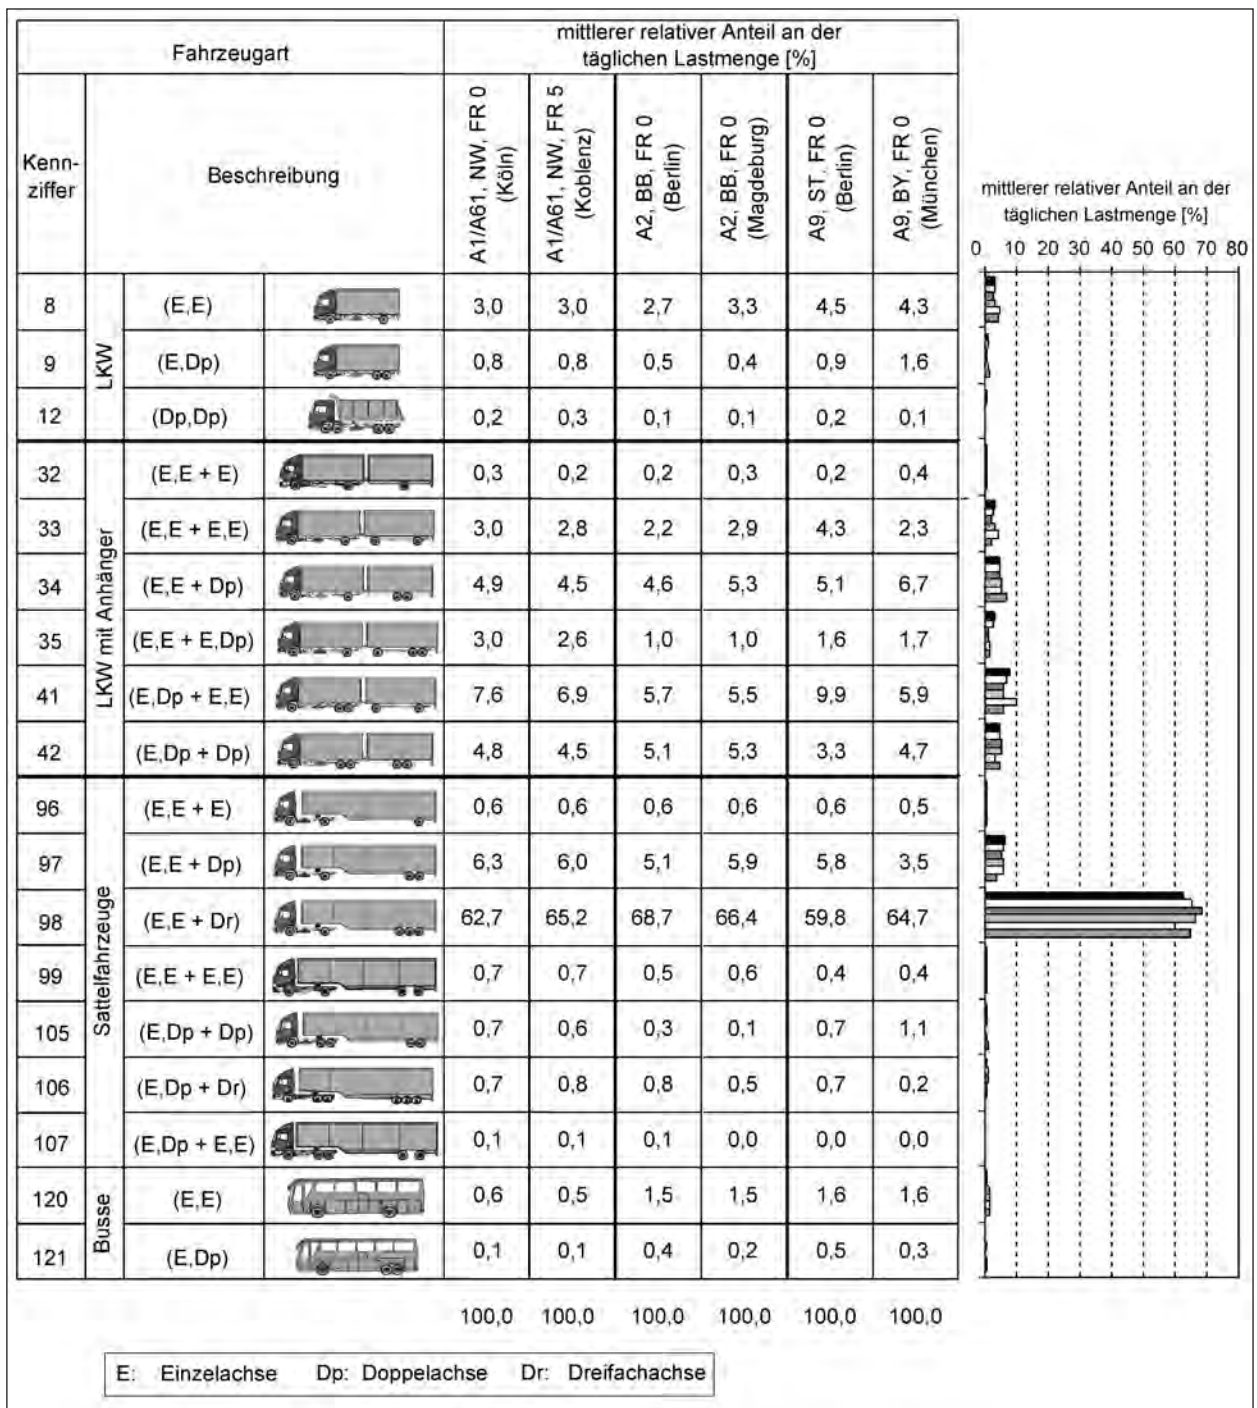 Fahrzeugart
mittlerer relativer Anteil an der
täglichen Lastmenge [%]
Kenn-
ziffer
Beschreibung
A1/A61, NW, FR 0
(Köln)
A1/A61, NW, FR 5
(Koblenz)
A2, BB, FR 0
(Berlin)
A2, BB, FR 0
(Magdeburg)
A9, ST, FR 0
(Berlin)
A9, BY, FR 0
(München)
mittlerer relativer Anteil an der
täglichen Lastmenge [%]
0 10 20 30 40 50 60 70 80
LKW
8 (E,E) 3,0 3,0 2,7 3,3 4,5 4,3
9 (E,Dp) 0,8 0,8 0,5 0,4 0,9 1,6
12 (Dp,Dp) 0,2 0,3 0,1 0,1 0,2 0,1
LKW mit Anhänger
32 (E,E + E) 0,3 0,2 0,2 0,3 0,2 0,4
33 (E,E + E,E) 3,0 2,8 2,2 2,9 4,3 2,3
34 (E,E + Dp) 4,9 4,5 4,6 5,3 5,1 6,7
35 (E,E + E,Dp) 3,0 2,6 1,0 1,0 1,6 1,7
41 (E,Dp + E,E) 7,6 6,9 5,7 5,5 9,9 5,9
42 (E,Dp + Dp) 4,8 4,5 5,1 5,3 3,3 4,7
Sattelfahrzeuge
96 (E,E + E) 0,6 0,6 0,6 0,6 0,6 0,5
97 (E,E + Dp) 6,3 6,0 5,1 5,9 5,8 3,5
98 (E,E + Dr) 62,7 65,2 68,7 66,4 59,8 64,7
99 (E,E + E,E) 0,7 0,7 0,5 0,6 0,4 0,4
105 (E,Dp + Dp) 0,7 0,6 0,3 0,1 0,7 1,1
106 (E,Dp + Dr) 0,7 0,8 0,8 0,5 0,7 0,2
107 (E,Dp + E,E) 0,1 0,1 0,1 0,0 0,0 0,0
Busse
120 (E,E) 0,6 0,5 1,5 1,5 1,6 1,6
121 (E,Dp) 0,1 0,1 0,4 0,2 0,5 0,3
100,0 100,0 100,0 100,0 100,0 100,0
E: Einzelachse Dp: Doppelachse Dr: Dreifachachse